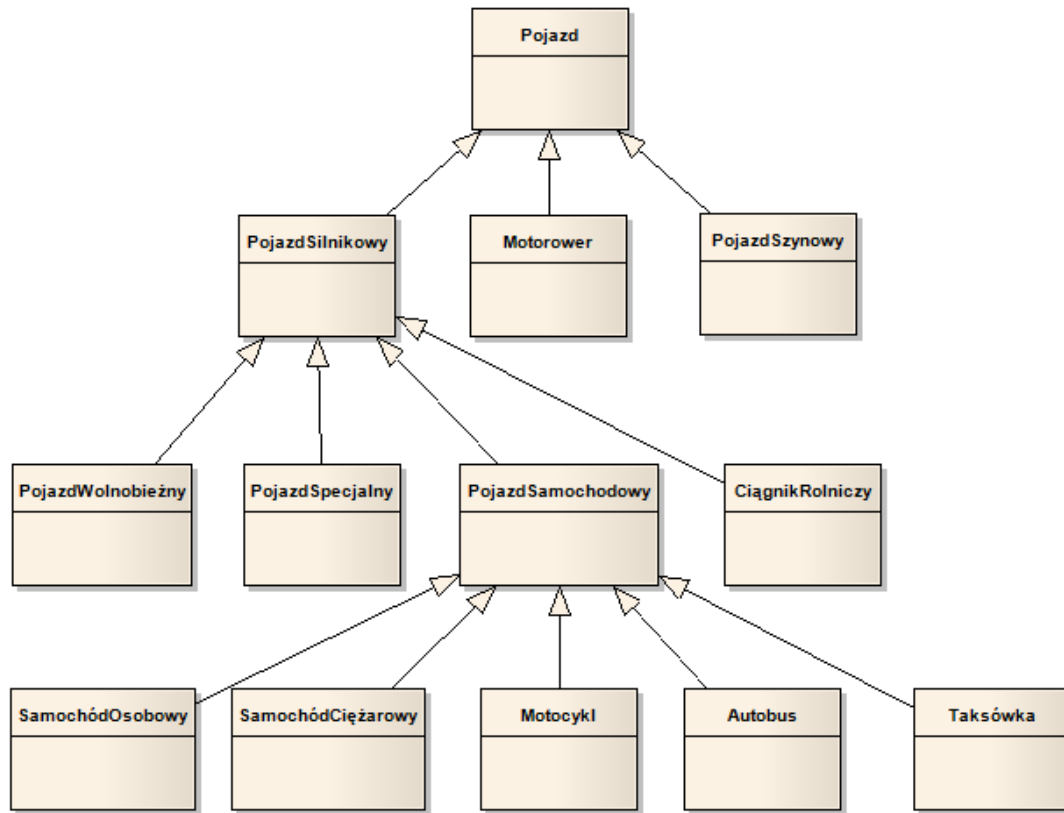 Pojazd
PojazdSilnikowy
Motorower
PojazdSzynowy
PojazdWolnobieżny
PojazdSpecjalny
PojazdSamochodowy
CiągnikRolniczy
SamochódOsobowy
SamochódCiężarowy
Motocykl
Autobus
Taksówka